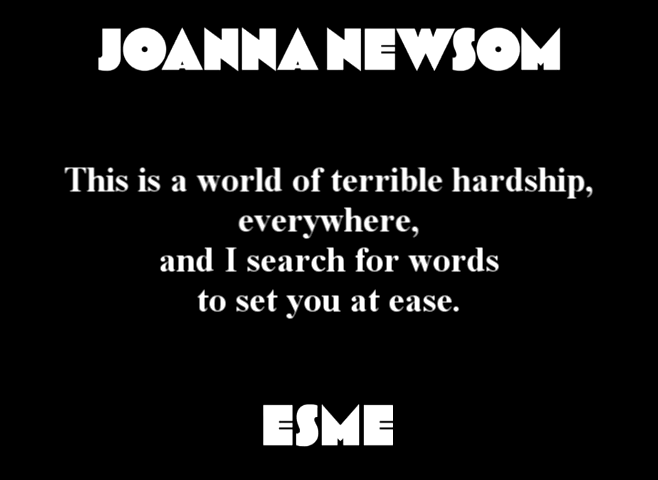 JOANNA NEWSOM
This is a world of terrible hardship,
everywhere,
and I search for words
to set you at ease.
ESME